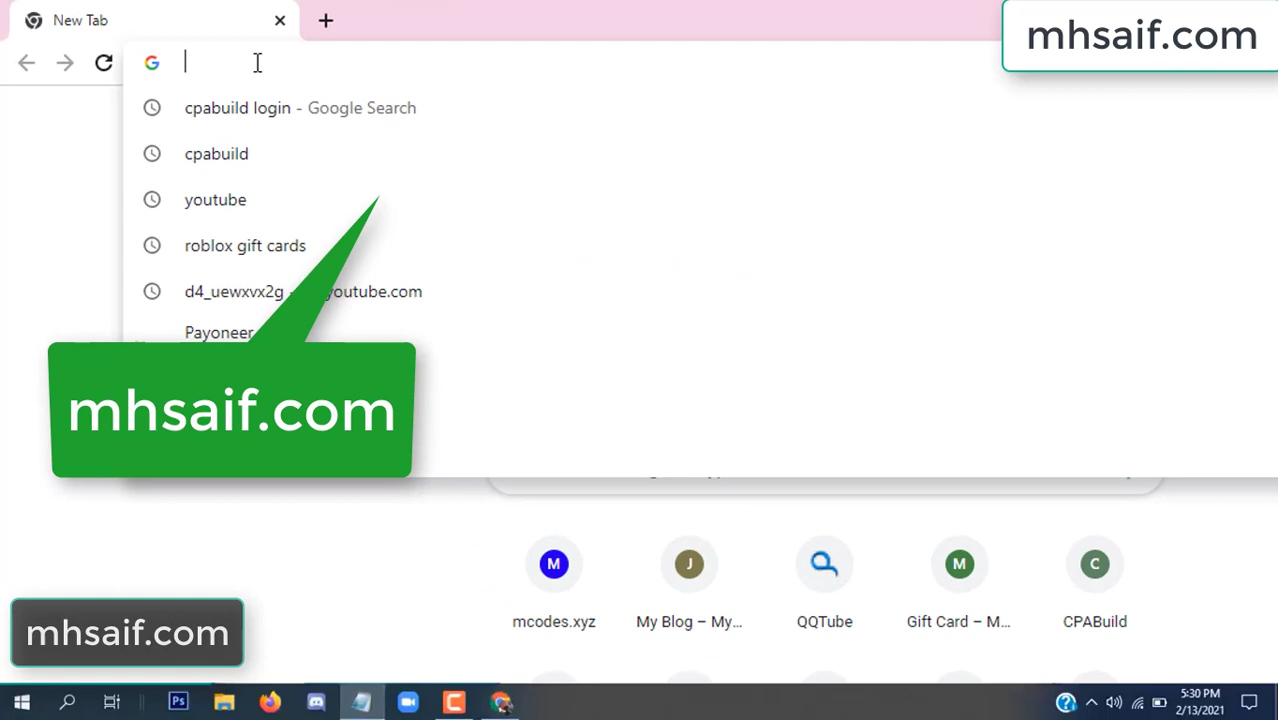 New Tab
mhsaif.com
cpabuild login - Google Search
cpabuild
youtube
roblox gift cards
d4_uewxvx2g - youtube.com
Payoneer
mhsaif.com
M
J
M
C
mcodes.xyz
My Blog – My...
QQTube
Gift Card – M...
CPABuild
mhsaif.com
Ps
5:30 PM
2/13/2021